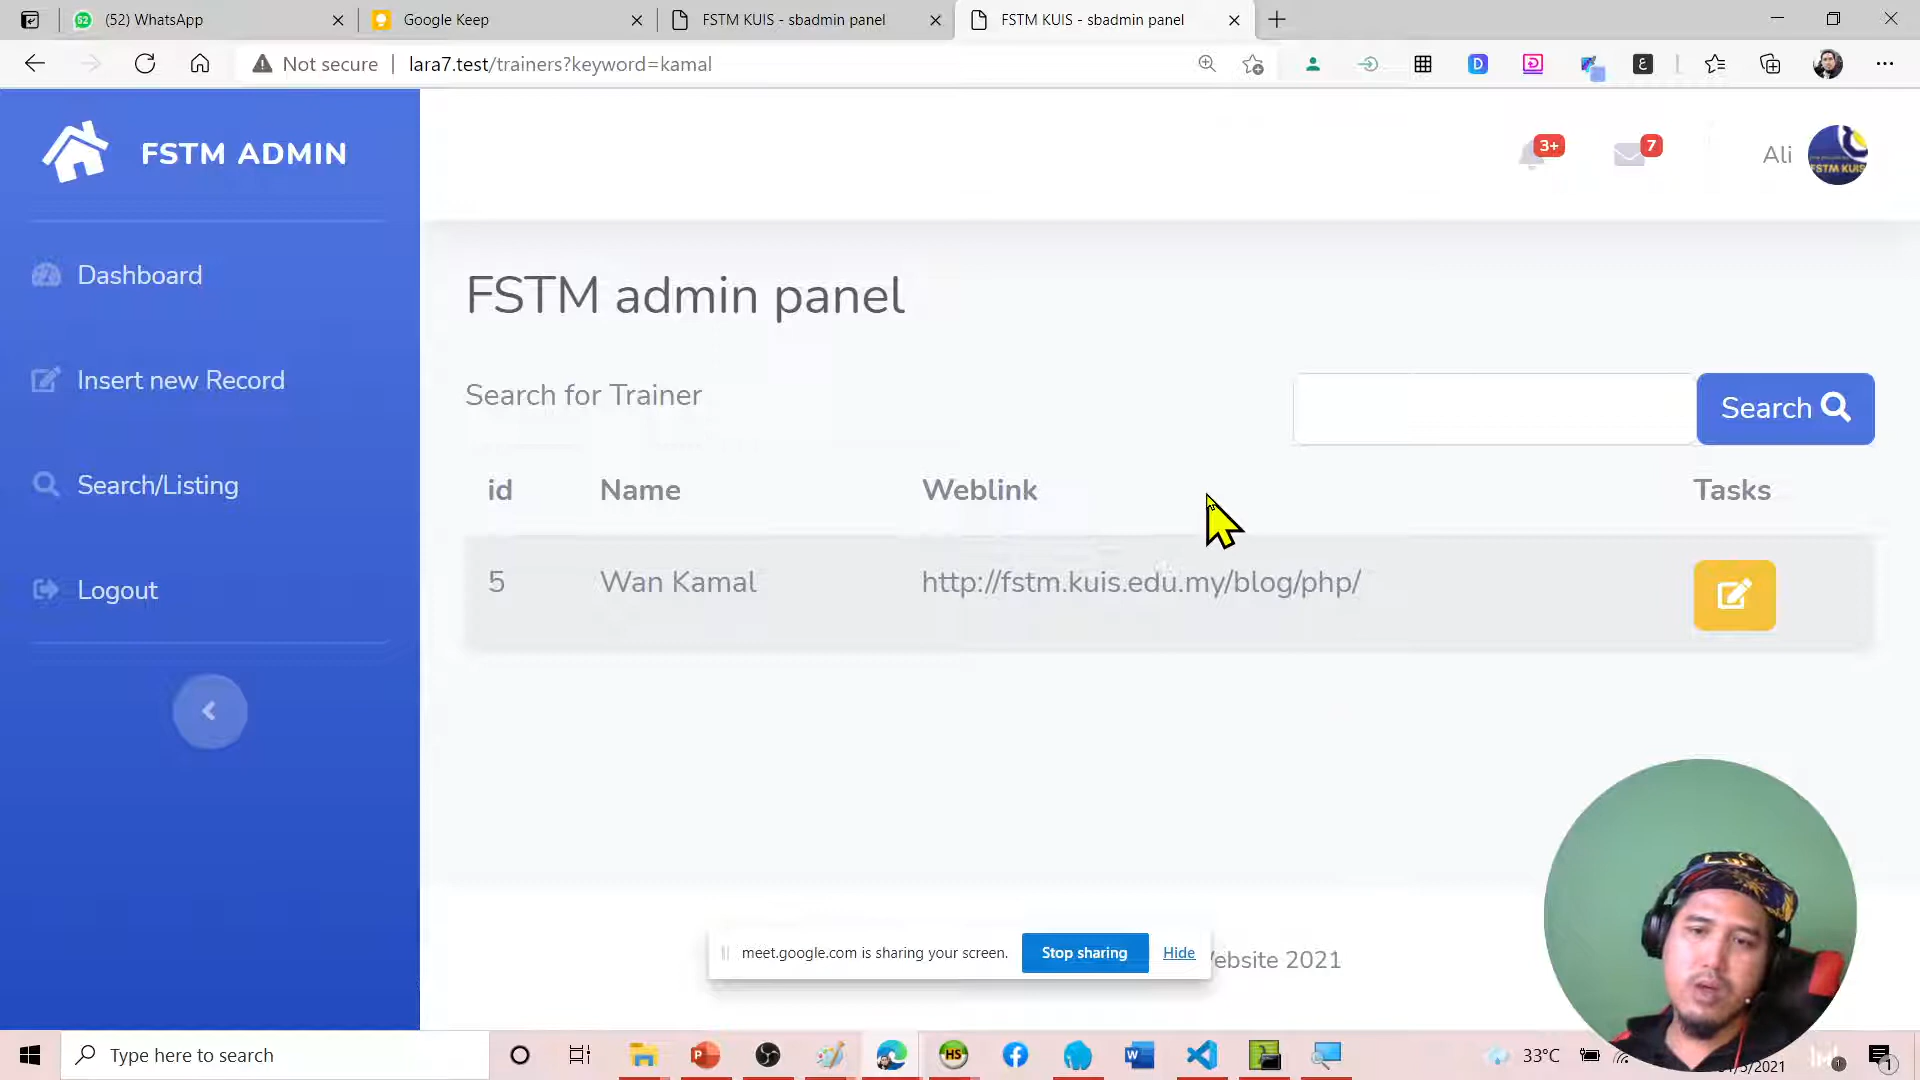 (52) WhatsApp
Google Keep
FSTM KUIS - sbadmin panel
FSTM KUIS - sbadmin panel
Not secure
lara7.test/trainers?keyword=kamal
FSTM ADMIN
3+
7
Ali
FSTM KUIS
Dashboard
Insert new Record
Search/Listing
Logout
FSTM admin panel
Search for Trainer
Search
id Name Weblink Tasks
5 Wan Kamal http://fstm.kuis.edu.my/blog/php/
meet.google.com is sharing your screen.
Stop sharing
Hide
ebsite 2021
Type here to search
33°C
/2021